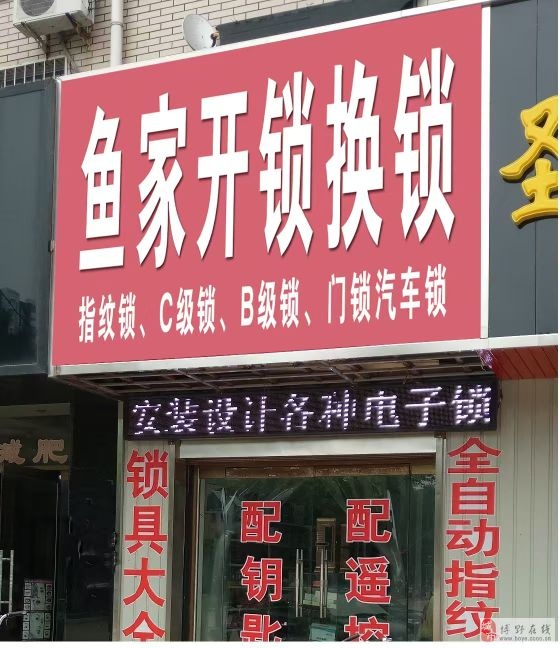 鱼家开锁换锁
指纹锁、C级锁、B级锁、门锁汽车锁
圣
安装设计各种电子锁
减肥
锁具大全
配钥匙
配遥控
全自动指纹
博野在线